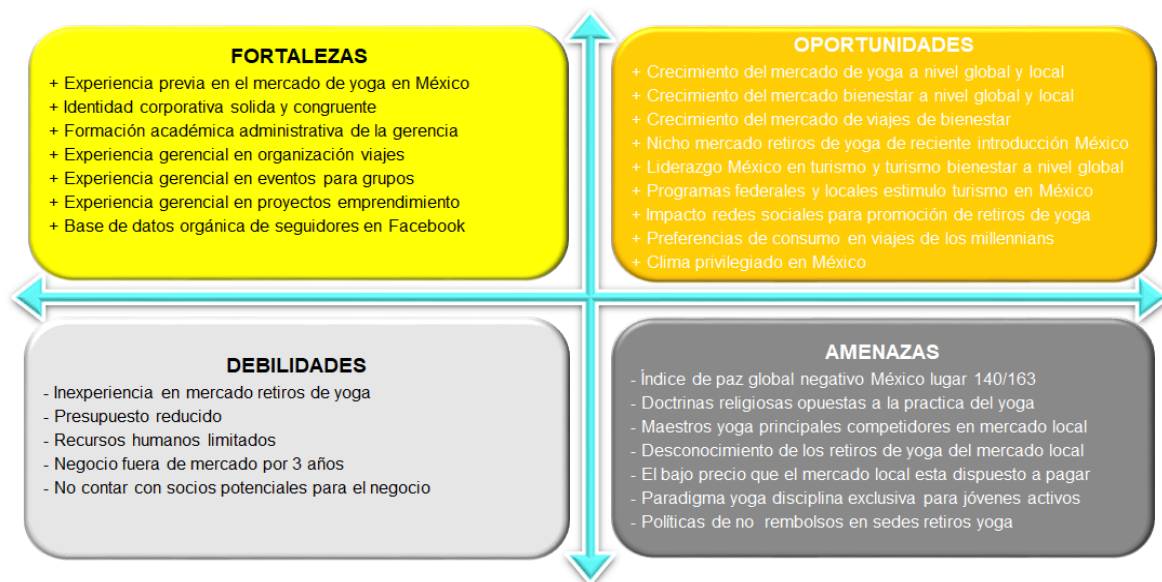 FORTALEZAS
+ Experiencia previa en el mercado de yoga en México
+ Identidad corporativa solida y congruente
+ Formación académica administrativa de la gerencia
+ Experiencia gerencial en organización viajes
+ Experiencia gerencial en eventos para grupos
+ Experiencia gerencial en proyectos emprendimiento
+ Base de datos orgánica de seguidores en Facebook
OPORTUNIDADES
+ Crecimiento del mercado de yoga a nivel global y local
+ Crecimiento del mercado bienestar a nivel global y local
+ Crecimiento del mercado de viajes de bienestar
+ Nicho mercado retiros de yoga de reciente introducción México
+ Liderazgo México en turismo y turismo bienestar a nivel global
+ Programas federales y locales estimulo turismo en México
+ Impacto redes sociales para promoción de retiros de yoga
+ Preferencias de consumo en viajes de los millennians
+ Clima privilegiado en México
DEBILIDADES
- Inexperiencia en mercado retiros de yoga
- Presupuesto reducido
- Recursos humanos limitados
- Negocio fuera de mercado por 3 años
- No contar con socios potenciales para el negocio
AMENAZAS
- Índice de paz global negativo México lugar 140/163
- Doctrinas religiosas opuestas a la practica del yoga
- Maestros yoga principales competidores en mercado local
- Desconocimiento de los retiros de yoga del mercado local
- El bajo precio que el mercado local esta dispuesto a pagar
- Paradigma yoga disciplina exclusiva para jóvenes activos
- Políticas de no rembolsos en sedes retiros yoga